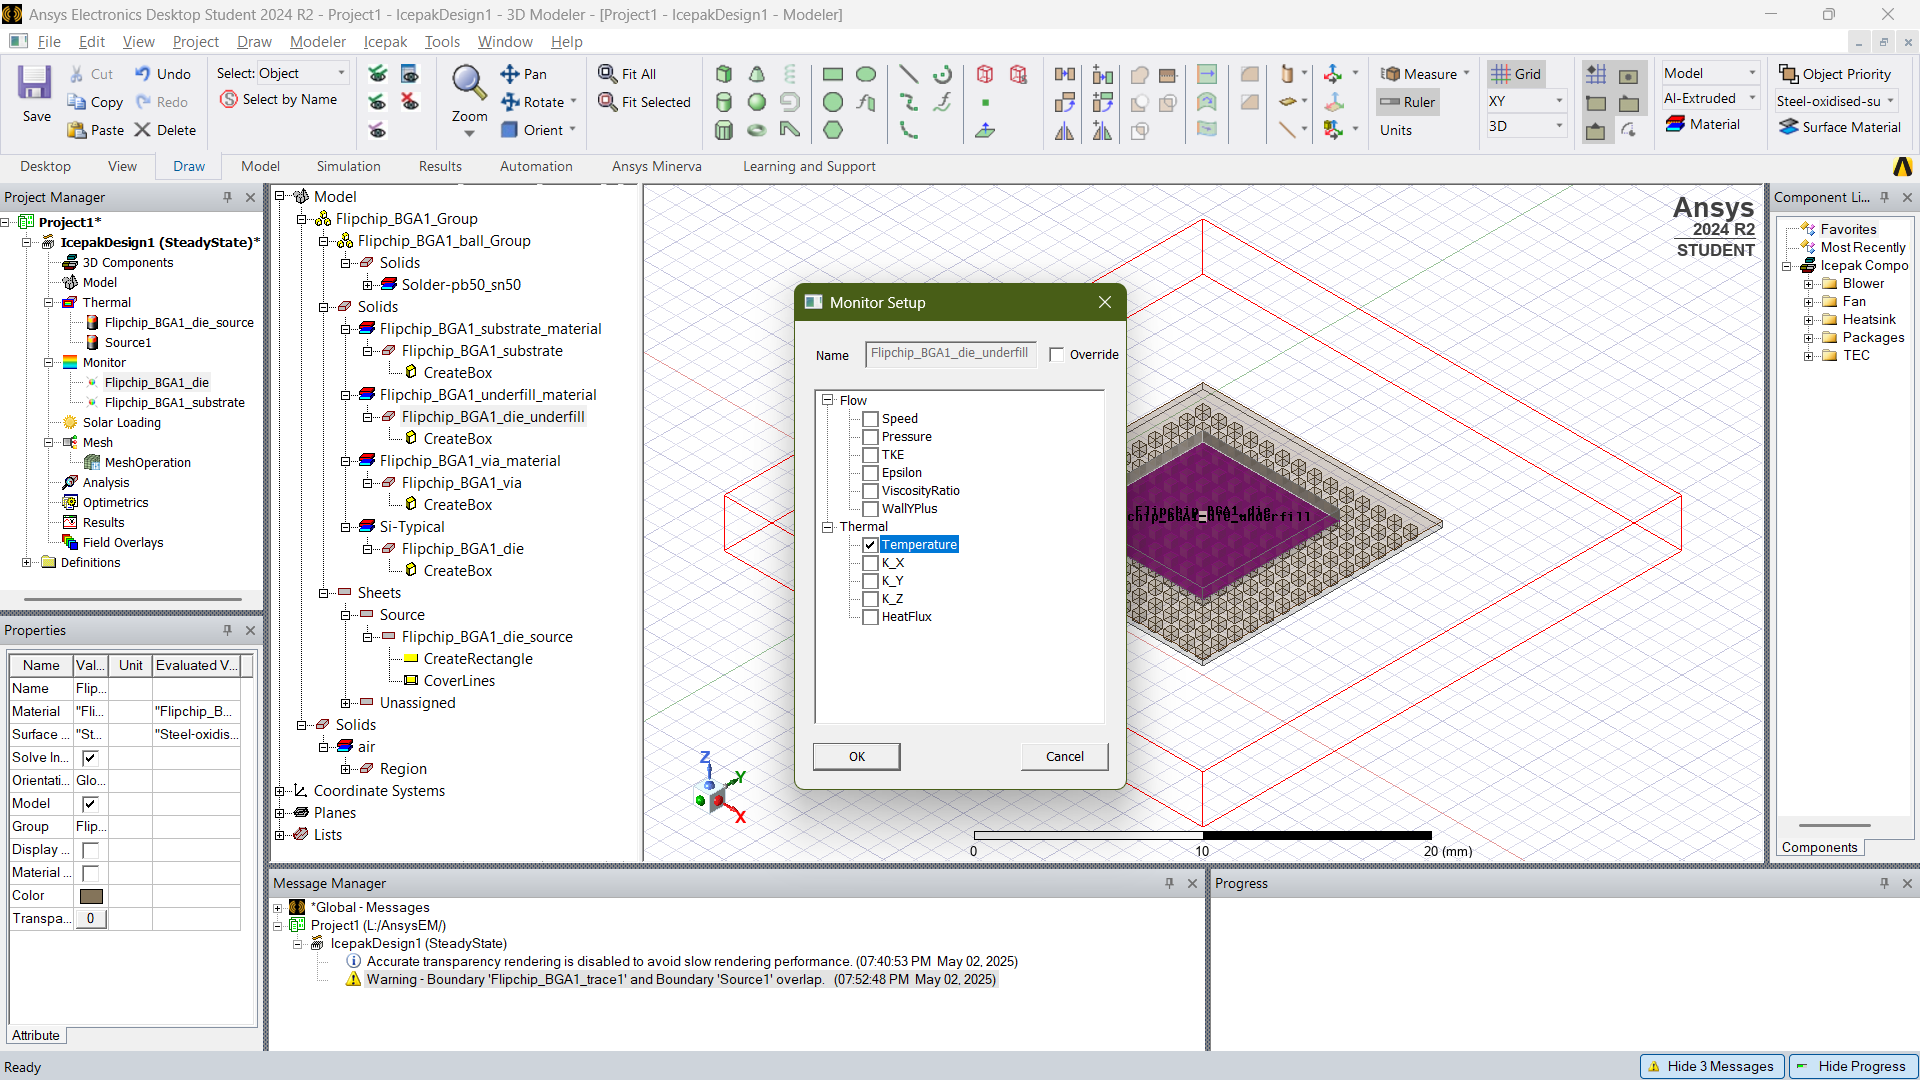 Ansys Electronics Desktop Student 2024 R2 - Project1 - IcepakDesign1 - 3D Modeler - [Project1 - IcepakDesign1 - Modeler]
File Edit View Project Draw Modeler Icepak Tools Window Help
Save
Cut
Copy
Paste
Undo
Redo
Delete
Select: Object
Select by Name
Zoom
Pan
Rotate
Orient
Fit All
Fit Selected
Measure
Ruler
Units
Grid
XY
3D
Model
Al-Extruded
Material
Object Priority
Steel-oxidised-su
Surface Material
Desktop View Draw Model Simulation Results Automation Ansys Minerva Learning and Support
Project Manager
Project1*
IcepakDesign1 (SteadyState)*
3D Components
Model
Thermal
Flipchip_BGA1_die_source
Source1
Monitor
Flipchip_BGA1_die
Flipchip_BGA1_substrate
Solar Loading
Mesh
MeshOperation
Analysis
Optimetrics
Results
Field Overlays
Definitions
Properties
Name Val... Unit Evaluated V...
Name Flip...
Material "Fli... "Flipchip_B...
Surface ... "St... "Steel-oxidis...
Solve In...
Orientati... Glo...
Model
Group Flip...
Display ...
Material ...
Color
Transpa... 0
Attribute
Model
Flipchip_BGA1_Group
Flipchip_BGA1_ball_Group
Solids
Solder-pb50_sn50
Solids
Flipchip_BGA1_substrate_material
Flipchip_BGA1_substrate
CreateBox
Flipchip_BGA1_underfill_material
Flipchip_BGA1_die_underfill
CreateBox
Flipchip_BGA1_via_material
Flipchip_BGA1_via
CreateBox
Si-Typical
Flipchip_BGA1_die
CreateBox
Sheets
Source
Flipchip_BGA1_die_source
CreateRectangle
CoverLines
Unassigned
Solids
air
Region
Coordinate Systems
Planes
Lists
Ansys
2024 R2
STUDENT
Monitor Setup
Name Flipchip_BGA1_die_underfill Override
Flow
Speed
Pressure
TKE
Epsilon
ViscosityRatio
WallYPlus
Thermal
Temperature
K_X
K_Y
K_Z
HeatFlux
OK Cancel
Flipchip_BGA1_die
Z
Y
X
0 10 20 (mm)
Component Li...
Favorites
Most Recently
Icepak Compo
Blower
Fan
Heatsink
Packages
TEC
Components
Message Manager
*Global - Messages
Project1 (L:/AnsysEM/)
IcepakDesign1 (SteadyState)
Accurate transparency rendering is disabled to avoid slow rendering performance. (07:40:53 PM May 02, 2025)
Warning - Boundary 'Flipchip_BGA1_trace1' and Boundary 'Source1' overlap. (07:52:48 PM May 02, 2025)
Progress
Ready
Hide 3 Messages
Hide Progress